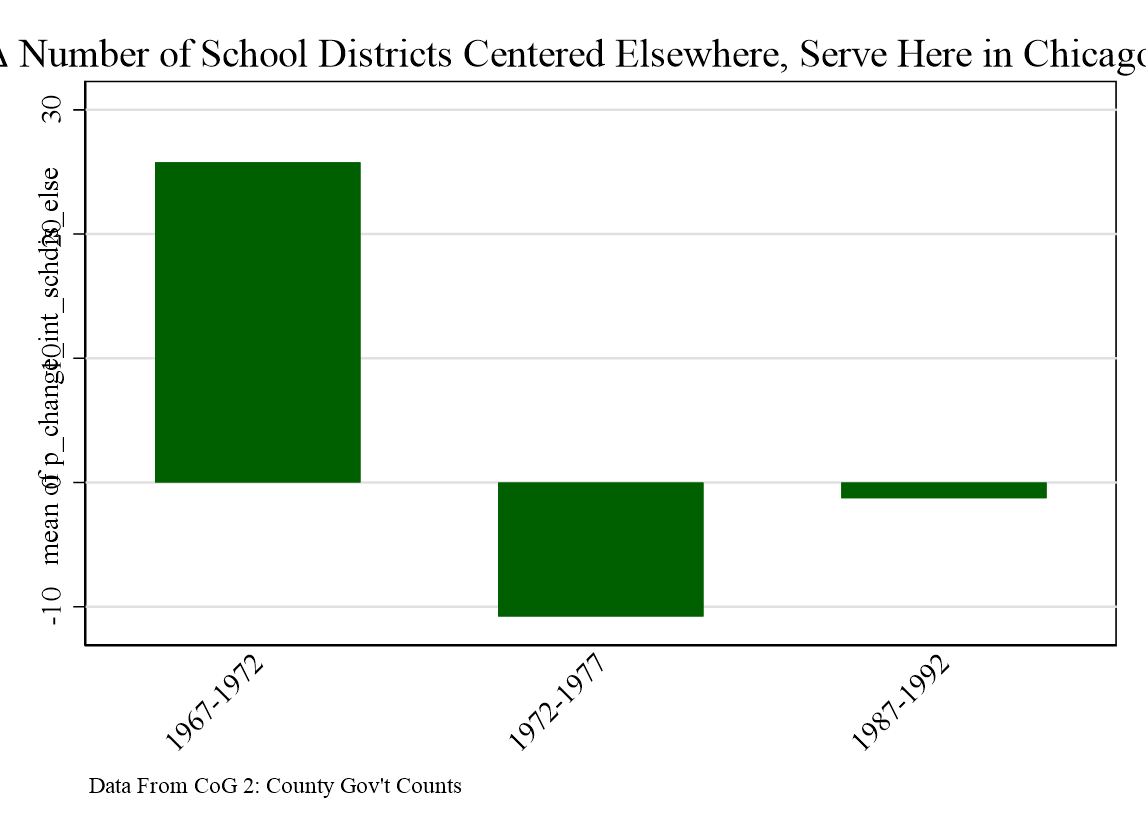 Δ Number of School Districts Centered Elsewhere, Serve Here in Chicago
mean of p_change_int_schdis_else
30
20
10
0
-10
1967-1972
1972-1977
1987-1992
Data From CoG 2: County Gov't Counts